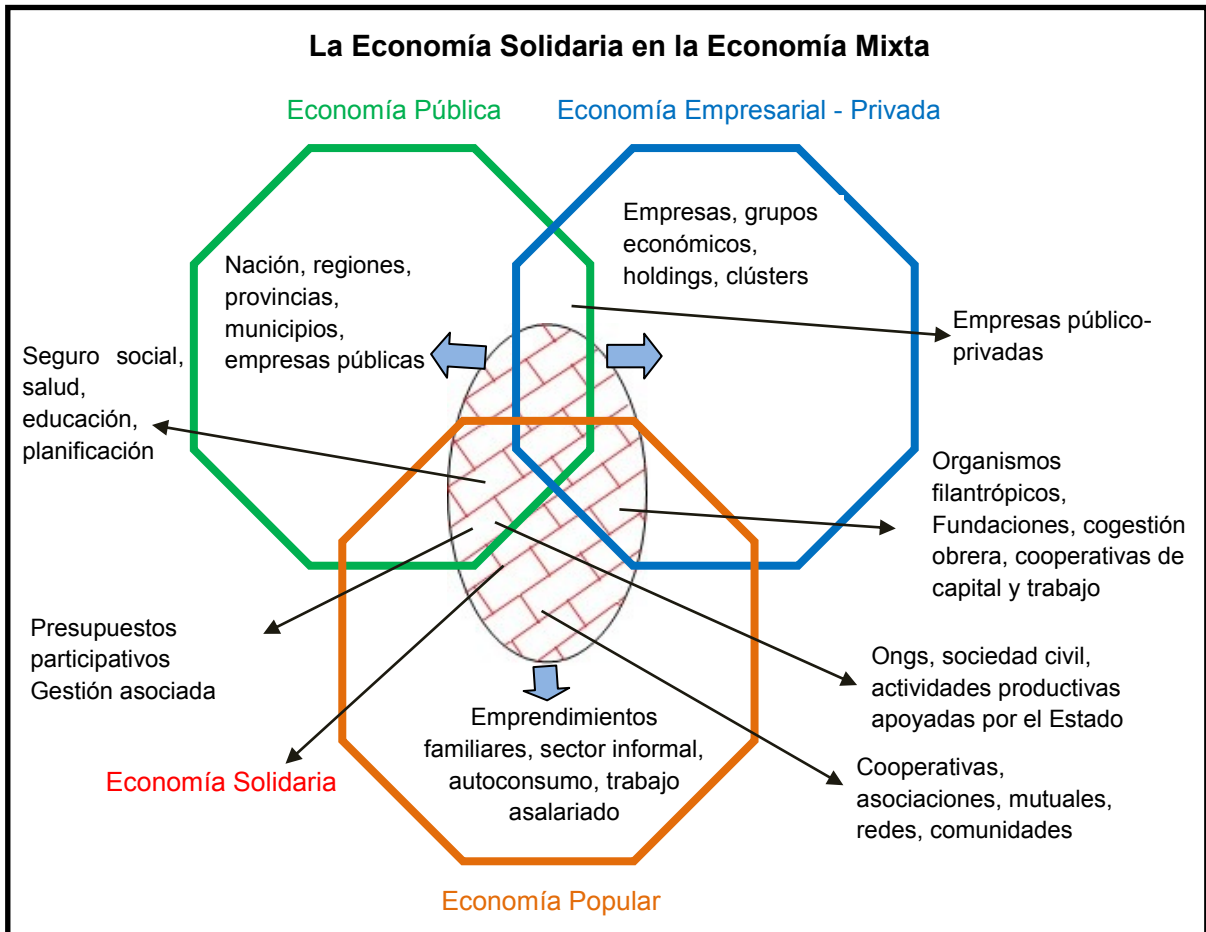 La Economía Solidaria en la Economía Mixta
Economía Pública
Economía Empresarial - Privada
Empresas, grupos
económicos,
holdings, clústers
Nación, regiones,
provincias,
municipios,
empresas públicas
Empresas público-
privadas
Seguro social,
salud,
educación,
planificación
Organismos
filantrópicos,
Fundaciones, cogestión
obrera, cooperativas de
capital y trabajo
Presupuestos
participativos
Gestión asociada
Ongs, sociedad civil,
actividades productivas
apoyadas por el Estado
Emprendimientos
familiares, sector informal,
autoconsumo, trabajo
asalariado
Economía Solidaria
Cooperativas,
asociaciones, mutuales,
redes, comunidades
Economía Popular